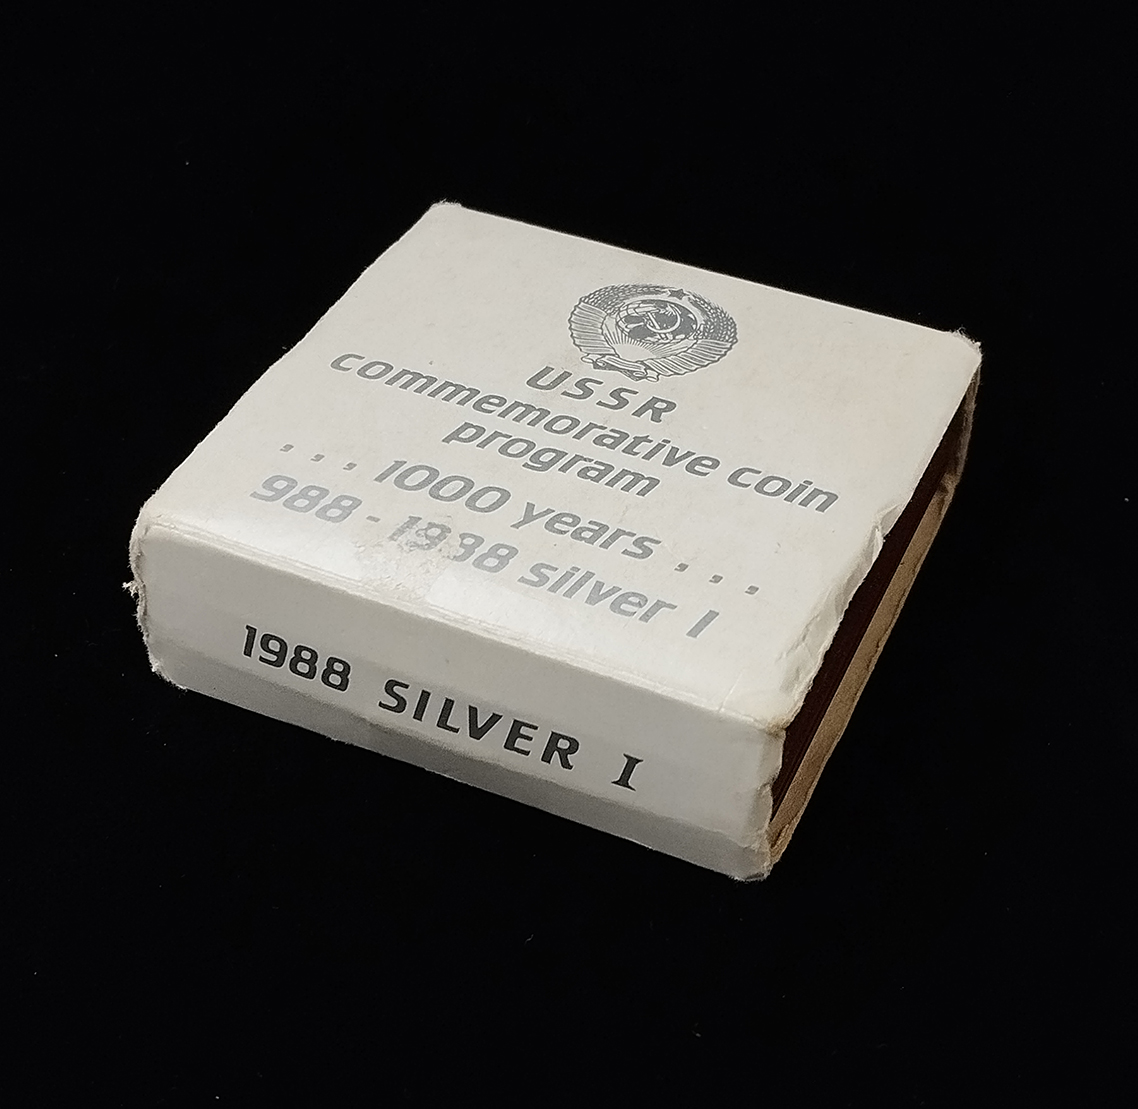 USSR
commemorative coin
program
, , , 1000 years , , ,
988 - 1988 silver I
1988 SILVER I